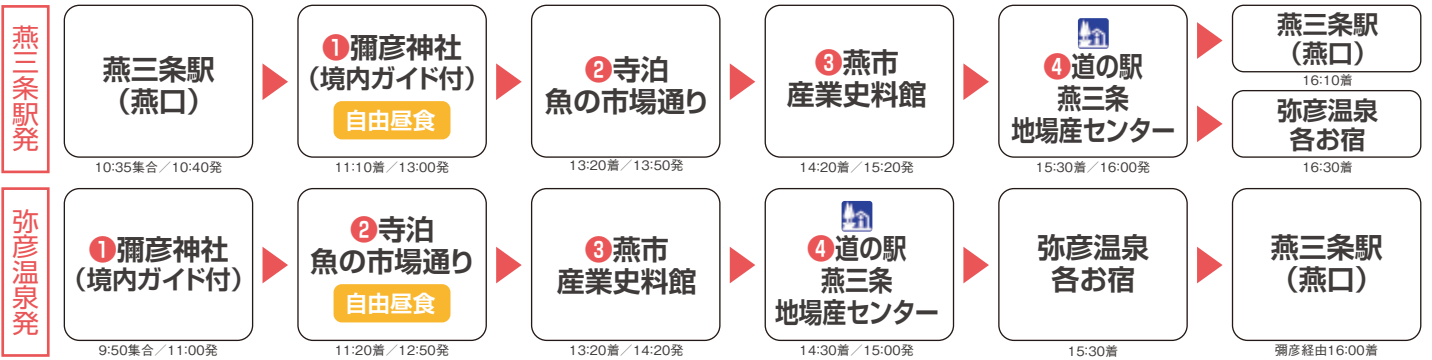 燕三条駅発
燕三条駅
(燕口)
10:35集合／10:40発
❶彌彦神社
(境内ガイド付)
自由昼食
11:10着／13:00発
❷寺泊
魚の市場通り
13:20着／13:50発
❸燕市
産業史料館
14:20着／15:20発
❹道の駅
燕三条
地場産センター
15:30着／16:00発
燕三条駅
(燕口)
16:10着
弥彦温泉
各お宿
16:30着
弥彦温泉発
❶彌彦神社
(境内ガイド付)
9:50集合／11:00発
❷寺泊
魚の市場通り
自由昼食
11:20着／12:50発
❸燕市
産業史料館
13:20着／14:20発
❹道の駅
燕三条
地場産センター
14:30着／15:00発
弥彦温泉
各お宿
15:30着
燕三条駅
(燕口)
彌彦経由16:00着